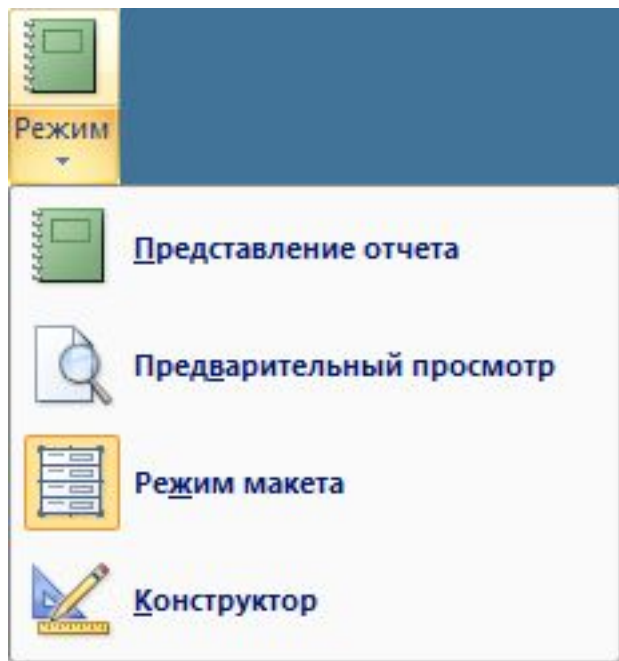 Режим
Представление отчета
Предварительный просмотр
Режим макета
Конструктор